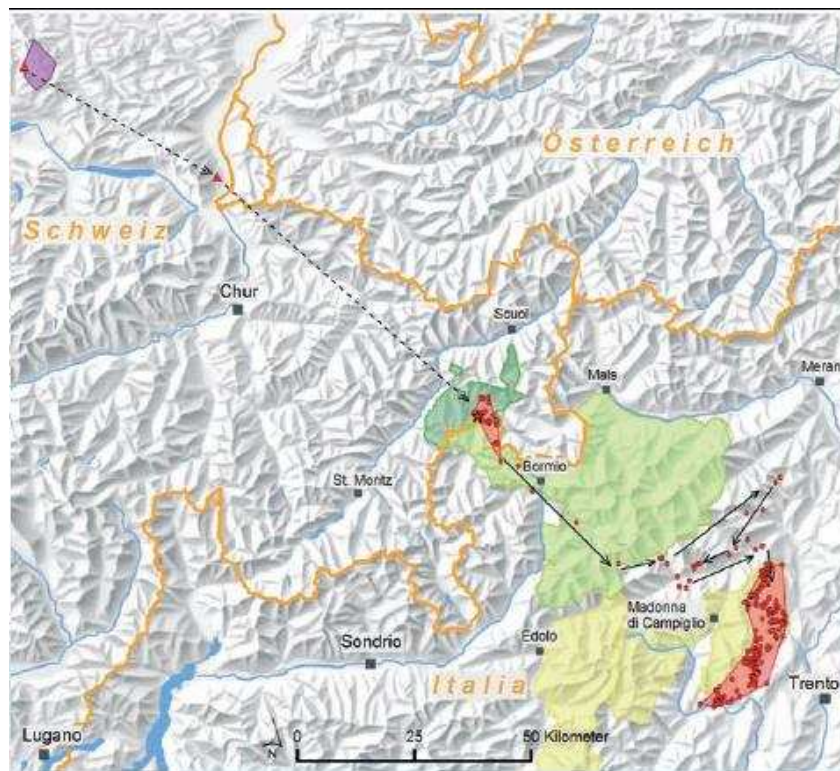 Österreich
Schweiz
Chur
Scuol
Mals
Meran
Bormio
St. Moritz
Madonna
di Campiglio
Sondrio
Edolo
Italia
Trento
Lugano
N
0 25 50 Kilometer